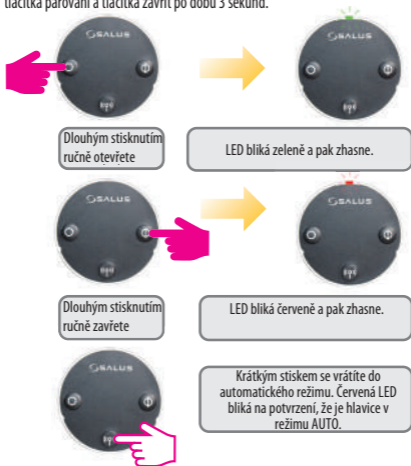 tlačítka párování a tlačítka zavřít po dobu 3 sekund.
SALUS
SALUS
Dlouhým stisknutím
ručně otevřete
LED bliká zeleně a pak zhasne.
SALUS
SALUS
Dlouhým stisknutím
ručně zavřete
LED bliká červeně a pak zhasne.
SALUS
Krátkým stiskem se vrátíte do
automatického režimu. Červená LED
bliká na potvrzení, že je hlavice v
režimu AUTO.